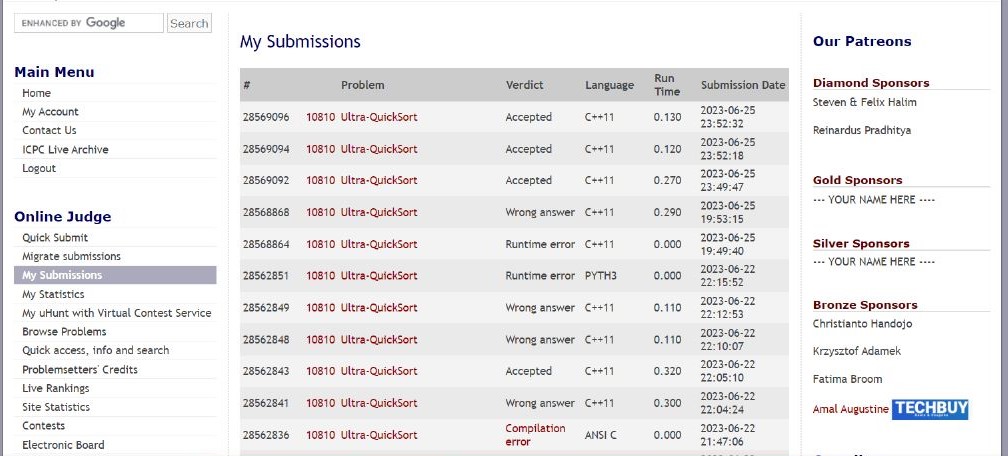 ENHANCED BY Google
Search
Main Menu
Home
My Account
Contact Us
ICPC Live Archive
Logout
Online Judge
Quick Submit
Migrate submissions
My Submissions
My Statistics
My uHunt with Virtual Contest Service
Browse Problems
Quick access, info and search
Problemsetters' Credits
Live Rankings
Site Statistics
Contests
Electronic Board
My Submissions
# Problem Verdict Language Run Time Submission Date
28569096 10810 Ultra-QuickSort Accepted C++11 0.130 2023-06-25 23:52:32
28569094 10810 Ultra-QuickSort Accepted C++11 0.120 2023-06-25 23:52:18
28569092 10810 Ultra-QuickSort Accepted C++11 0.270 2023-06-25 23:49:47
28568868 10810 Ultra-QuickSort Wrong answer C++11 0.290 2023-06-25 19:53:15
28568864 10810 Ultra-QuickSort Runtime error C++11 0.000 2023-06-25 19:49:40
28562851 10810 Ultra-QuickSort Runtime error PYTH3 0.000 2023-06-22 22:15:52
28562849 10810 Ultra-QuickSort Wrong answer C++11 0.110 2023-06-22 22:12:53
28562848 10810 Ultra-QuickSort Wrong answer C++11 0.110 2023-06-22 22:10:07
28562843 10810 Ultra-QuickSort Accepted C++11 0.320 2023-06-22 22:05:10
28562841 10810 Ultra-QuickSort Wrong answer C++11 0.300 2023-06-22 22:04:24
28562836 10810 Ultra-QuickSort Compilation error ANSI C 0.000 2023-06-22 21:47:06
Our Patreons
Diamond Sponsors
Steven & Felix Halim
Reinardus Pradhitya
Gold Sponsors
--- YOUR NAME HERE ----
Silver Sponsors
--- YOUR NAME HERE ----
Bronze Sponsors
Christianto Handojo
Krzysztof Adamek
Fatima Broom
Amal Augustine TECHBUY